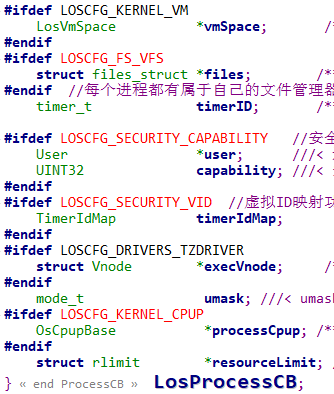 #ifdef LOSCFG_KERNEL_VM
LosVmSpace *vmSpace; /*
#endif
#ifdef LOSCFG_FS_VFS
struct files_struct *files; /**
#endif //每个进程都有属于自己的文件管理器
timer_t timerID; /**
#ifdef LOSCFG_SECURITY_CAPABILITY //安全
User *user; ///<
UINT32 capability; ///<
#endif
#ifdef LOSCFG_SECURITY_VID //虚拟ID映射功
TimerIdMap timerIdMap;
#endif
#ifdef LOSCFG_DRIVERS_TZDRIVER
struct Vnode *execVnode; /**
#endif
mode_t umask; ///< umask
#ifdef LOSCFG_KERNEL_CPUP
OsCpupBase *processCpup; /**
#endif
struct rlimit *resourceLimit; /
} « end ProcessCB » LosProcessCB;